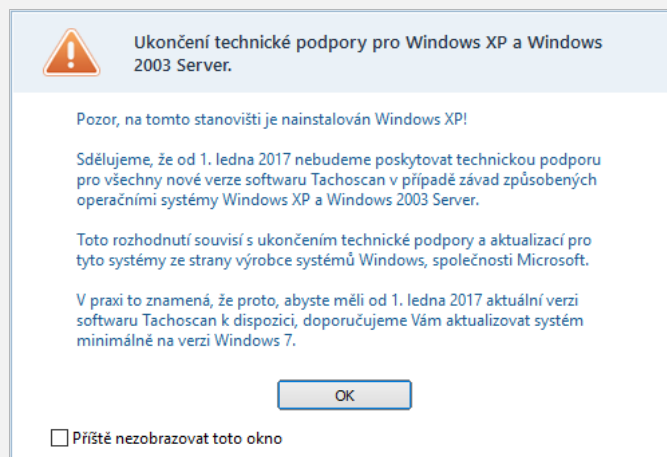 Ukončení technické podpory pro Windows XP a Windows
2003 Server.
Pozor, na tomto stanovišti je nainstalován Windows XP!
Sdělujeme, že od 1. ledna 2017 nebudeme poskytovat technickou podporu
pro všechny nové verze softwaru Tachoscan v případě závad způsobených
operačními systémy Windows XP a Windows 2003 Server.
Toto rozhodnutí souvisí s ukončením technické podpory a aktualizací pro
tyto systémy ze strany výrobce systémů Windows, společnosti Microsoft.
V praxi to znamená, že proto, abyste měli od 1. ledna 2017 aktuální verzi
softwaru Tachoscan k dispozici, doporučujeme Vám aktualizovat systém
minimálně na verzi Windows 7.
OK
Příště nezobrazovat toto okno